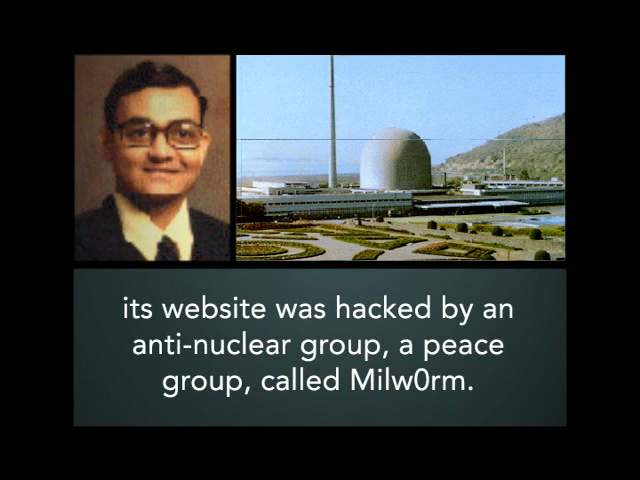 its website was hacked by an
anti-nuclear group, a peace
group, called Milw0rm.